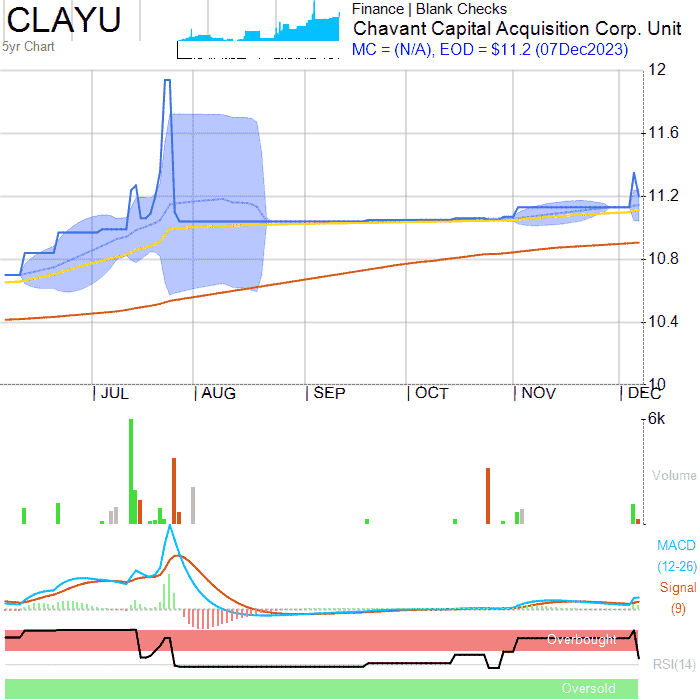 CLAYU
5yr Chart
Finance | Blank Checks
Chavant Capital Acquisition Corp. Unit
MC = (N/A), EOD = $11.2 (07Dec2023)
12
11.6
11.2
10.8
10.4
10
JUL AUG SEP OCT NOV DEC
6k
Volume
MACD
(12-26)
Signal
(9)
Overbought
RSI(14)
Oversold